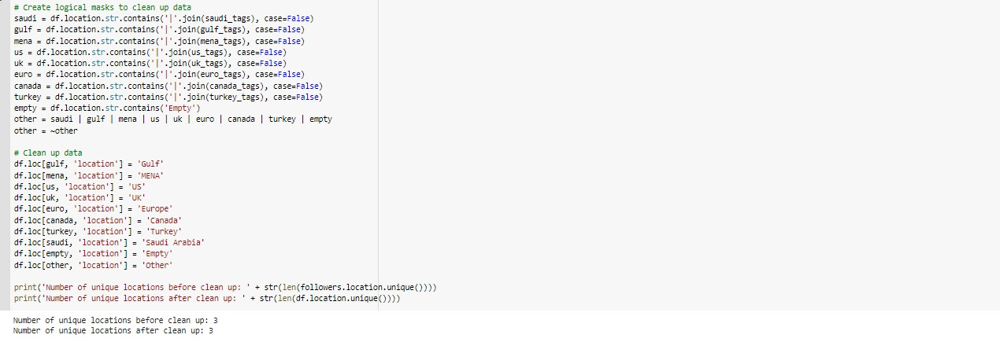 # Create logical masks to clean up data
saudi = df.location.str.contains('|'.join(saudi_tags), case=False)
gulf = df.location.str.contains('|'.join(gulf_tags), case=False)
mena = df.location.str.contains('|'.join(mena_tags), case=False)
us = df.location.str.contains('|'.join(us_tags), case=False)
uk = df.location.str.contains('|'.join(uk_tags), case=False)
euro = df.location.str.contains('|'.join(euro_tags), case=False)
canada = df.location.str.contains('|'.join(canada_tags), case=False)
turkey = df.location.str.contains('|'.join(turkey_tags), case=False)
empty = df.location.str.contains('Empty')
other = saudi | gulf | mena | us | uk | euro | canada | turkey | empty
other = ~other
# Clean up data
df.loc[gulf, 'location'] = 'Gulf'
df.loc[mena, 'location'] = 'MENA'
df.loc[us, 'location'] = 'US'
df.loc[uk, 'location'] = 'UK'
df.loc[euro, 'location'] = 'Europe'
df.loc[canada, 'location'] = 'Canada'
df.loc[turkey, 'location'] = 'Turkey'
df.loc[saudi, 'location'] = 'Saudi Arabia'
df.loc[empty, 'location'] = 'Empty'
df.loc[other, 'location'] = 'Other'
print('Number of unique locations before clean up: ' + str(len(followers.location.unique())))
print('Number of unique locations after clean up: ' + str(len(df.location.unique())))
Number of unique locations before clean up: 3
Number of unique locations after clean up: 3